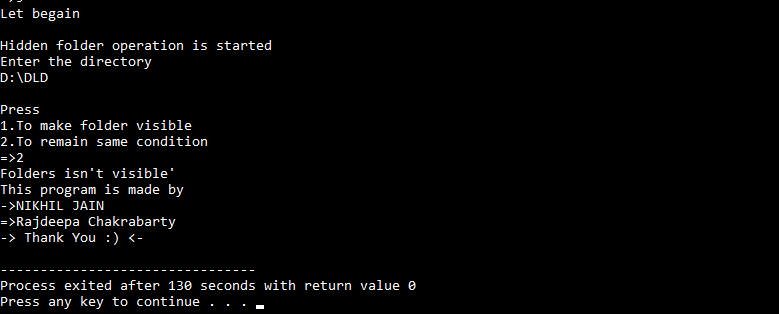 Let begain
Hidden folder operation is started
Enter the directory
D:\DLD
Press
1.To make folder visible
2.To remain same condition
=>2
Folders isn't visible'
This program is made by
->NIKHIL JAIN
=>Rajdeepa Chakrabarty
-> Thank You :) <-
--------------------------------
Process exited after 130 seconds with return value 0
Press any key to continue . . .